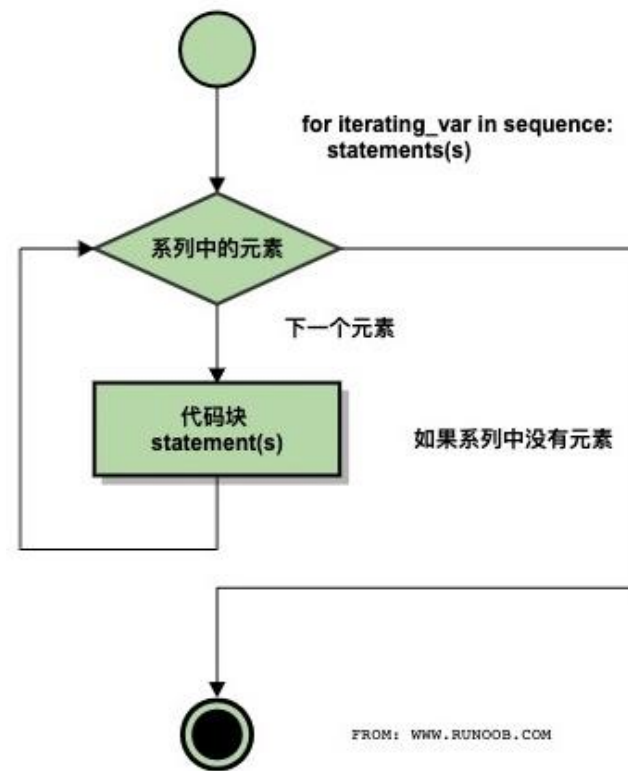 for iterating_var in sequence:
statements(s)
系列中的元素
下一个元素
代码块
statement(s)
如果系列中没有元素
FROM: WWW.RUNOOB.COM